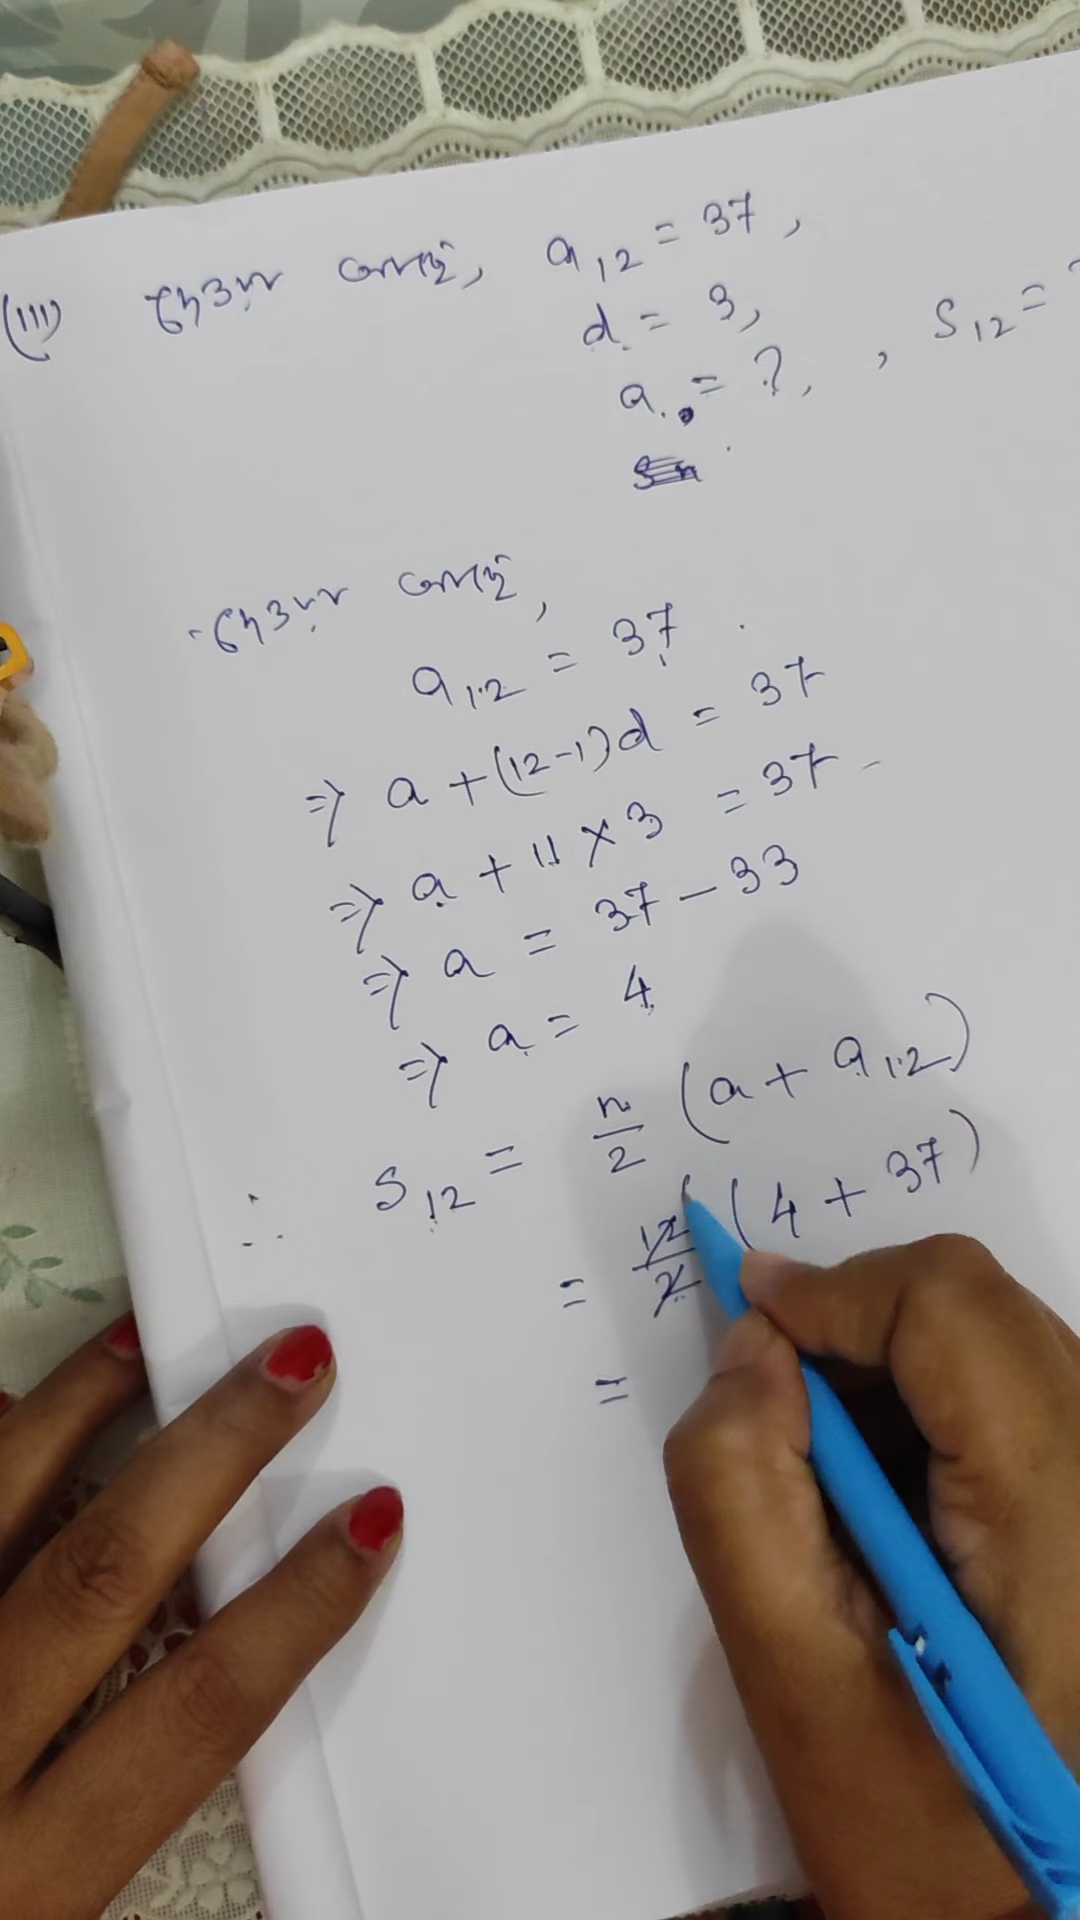 (iii) দেওয়া আছে, a₁₂ = 37,
d = 3,
a = ?, , S₁₂ = ?
দেওয়া আছে,
a₁₂ = 37
⇒ a + (12-1)d = 37
⇒ a + 11 × 3 = 37
⇒ a = 37 - 33
⇒ a = 4
∴ S₁₂ = n/2 (a + a₁₂)
= 12/2 (4 + 37)
=